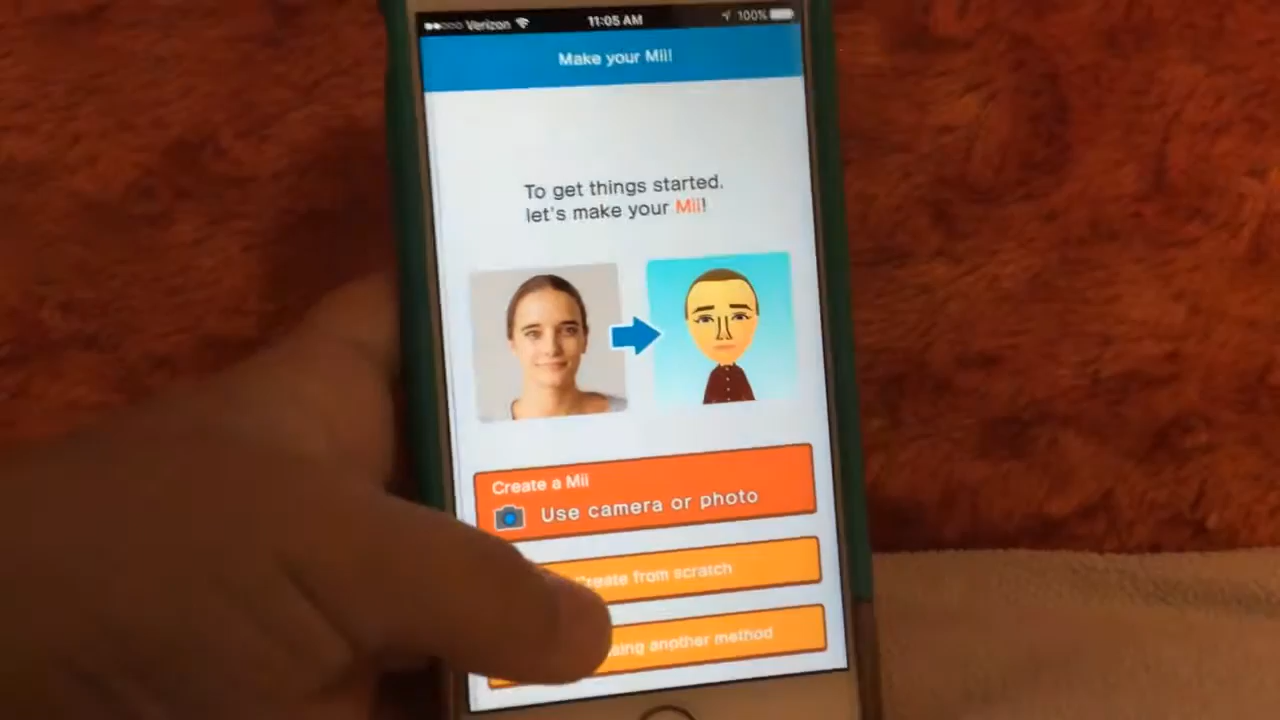 Verizon 11:05 AM 100%
Make your Mii!
To get things started,
let's make your Mii!
Create a Mii
Use camera or photo
Create from scratch
another method